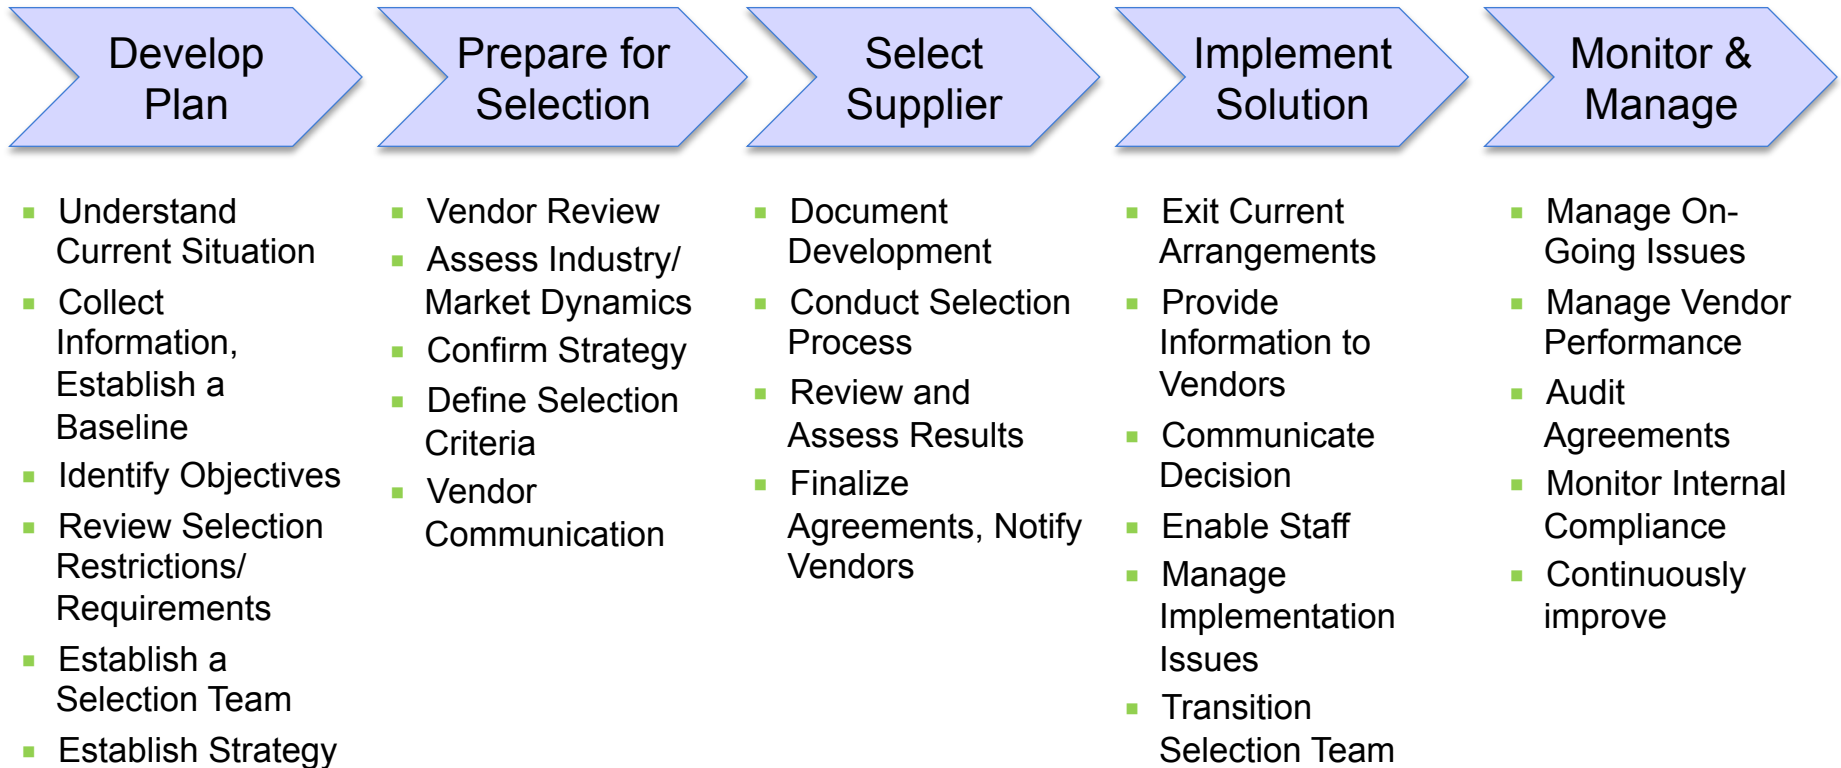 Develop
Plan
Prepare for
Selection
Select
Supplier
Implement
Solution
Monitor &
Manage
Understand
Current Situation
Collect
Information,
Establish a
Baseline
Identify Objectives
Review Selection
Restrictions/
Requirements
Establish a
Selection Team
Establish Strategy
Vendor Review
Assess Industry/
Market Dynamics
Confirm Strategy
Define Selection
Criteria
Vendor
Communication
Document
Development
Conduct Selection
Process
Review and
Assess Results
Finalize
Agreements, Notify
Vendors
Exit Current
Arrangements
Provide
Information to
Vendors
Communicate
Decision
Enable Staff
Manage
Implementation
Issues
Transition
Selection Team
Manage On-
Going Issues
Manage Vendor
Performance
Audit
Agreements
Monitor Internal
Compliance
Continuously
improve